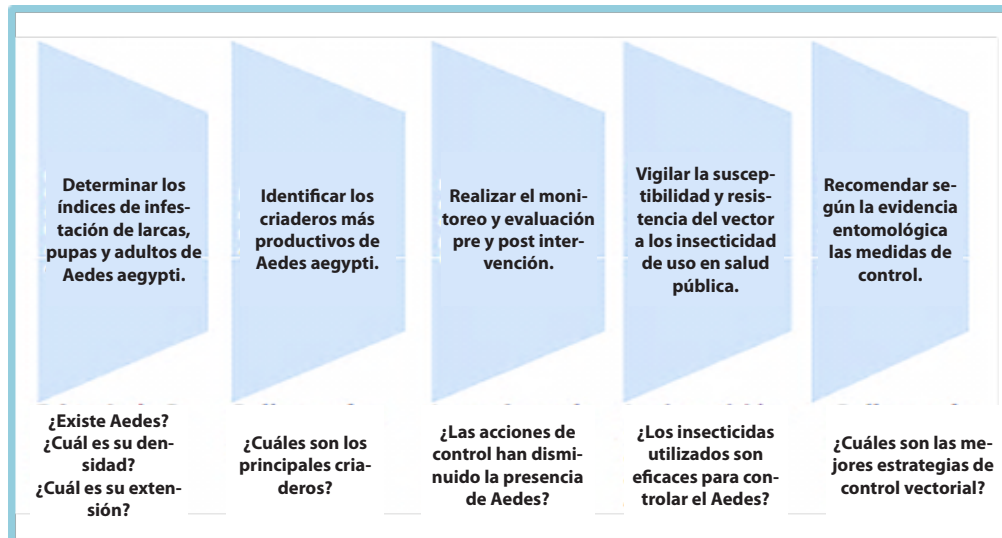 Determinar los
índices de infes-
tación de larcas,
pupas y adultos de
Aedes aegypti.
Identificar los
criaderos más
productivos de
Aedes aegypti.
Realizar el moni-
toreo y evaluación
pre y post inter-
vención.
Vigilar la suscep-
tibilidad y resis-
tencia del vector
a los insecticidad
de uso en salud
pública.
Recomendar se-
gún la evidencia
entomológica
las medidas de
control.
¿Existe Aedes?
¿Cuál es su den-
sidad?
¿Cuál es su exten-
sión?
¿Cuáles son los
principales cria-
deros?
¿Las acciones de
control han dismi-
nuido la presencia
de Aedes?
¿Los insecticidas
utilizados son
eficaces para con-
trolar el Aedes?
¿Cuáles son las me-
jores estrategias de
control vectorial?